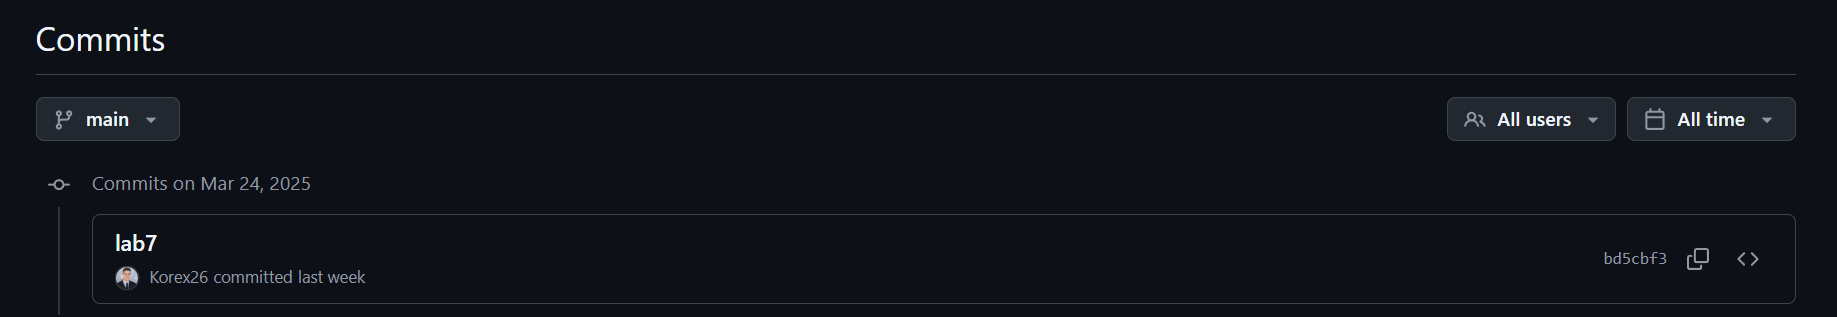 Commits
main
All users
All time
Commits on Mar 24, 2025
lab7
Korex26 committed last week
bd5cbf3